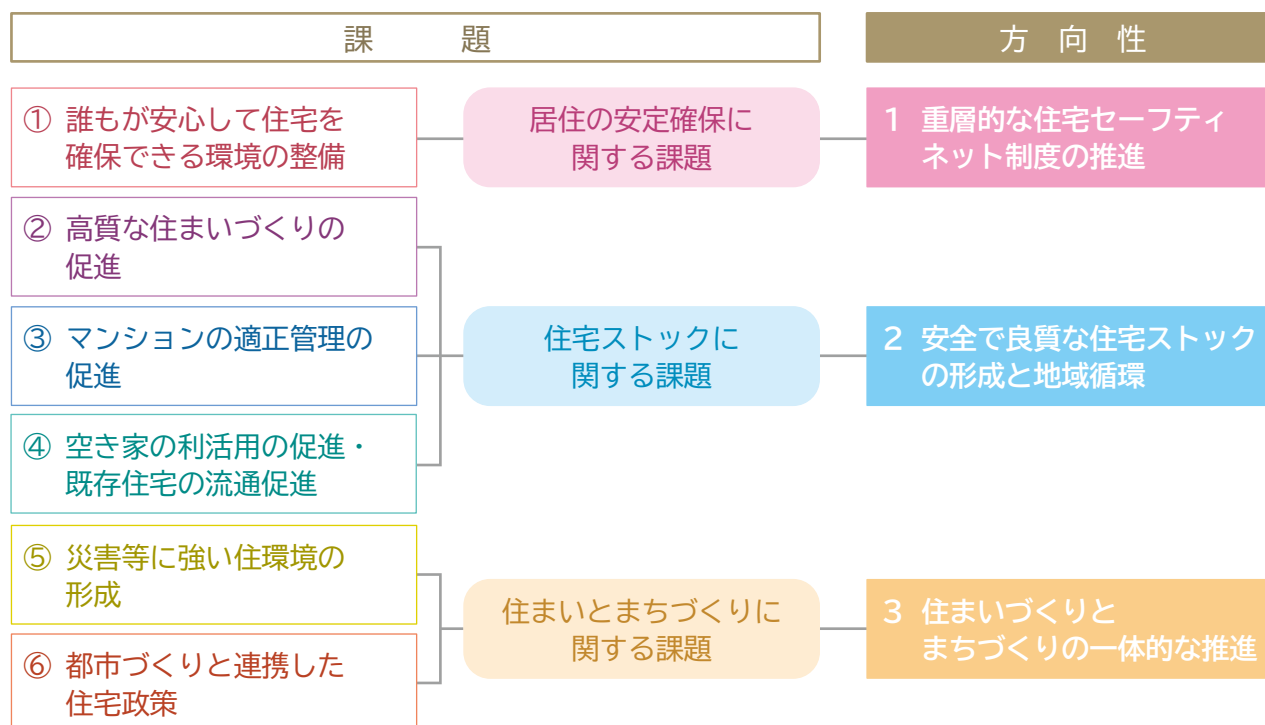 課題
方向性
① 誰もが安心して住宅を
確保できる環境の整備
居住の安定確保に
関する課題
1 重層的な住宅セーフティ
ネット制度の推進
② 高質な住まいづくりの
促進
③ マンションの適正管理の
促進
④ 空き家の利活用の促進・
既存住宅の流通促進
住宅ストックに
関する課題
2 安全で良質な住宅ストック
の形成と地域循環
⑤ 災害等に強い住環境の
形成
⑥ 都市づくりと連携した
住宅政策
住まいとまちづくりに
関する課題
3 住まいづくりと
まちづくりの一体的な推進